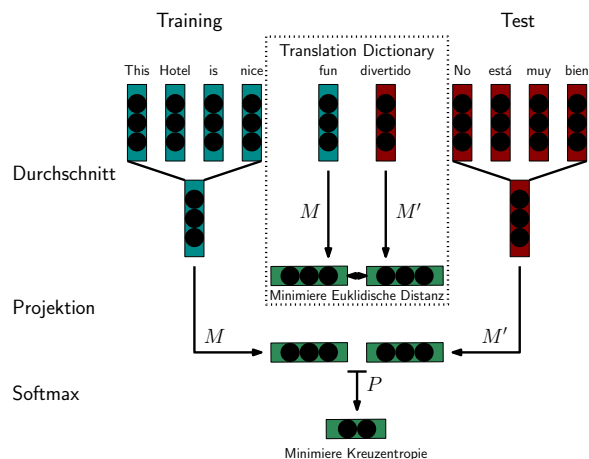 Training
Test
Translation Dictionary
This Hotel is nice
fun divertido
No está muy bien
Durchschnitt
M
M′
Minimiere Euklidische Distanz
Projektion
M
M′
Softmax
P
Minimiere Kreuzentropie